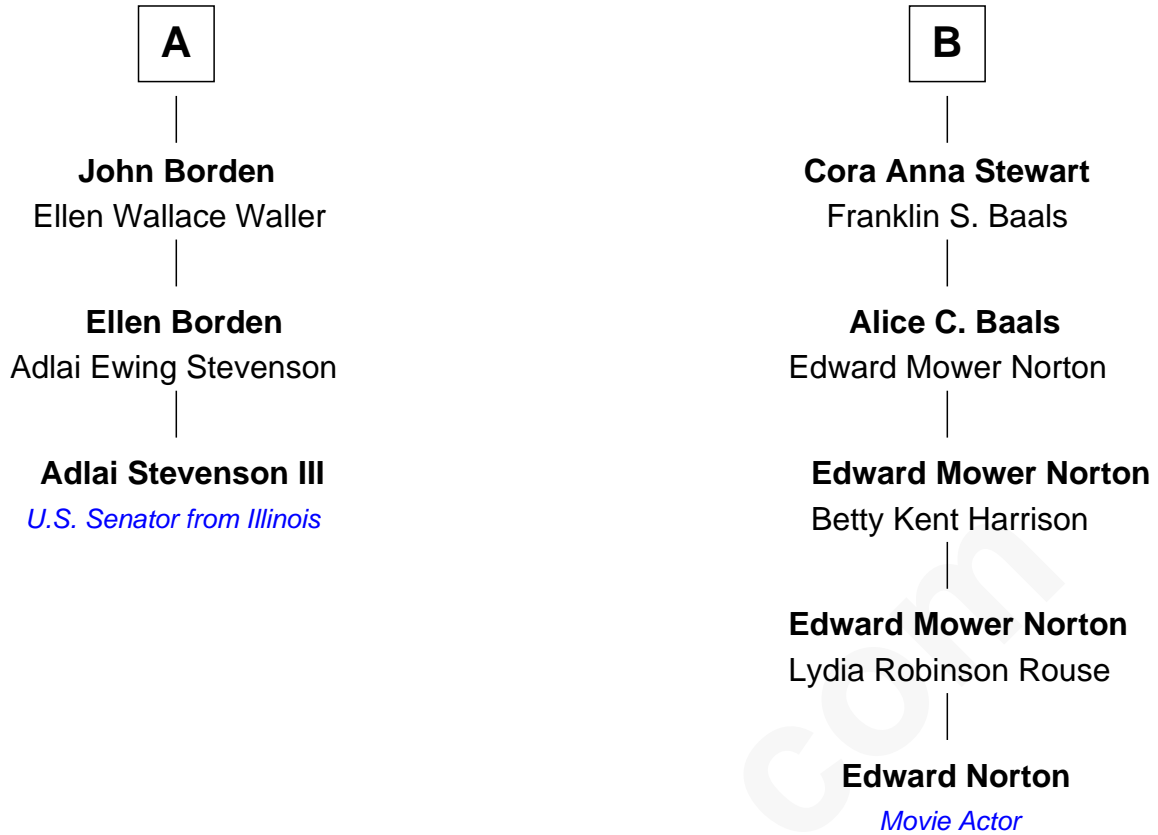 A
John Borden
Ellen Wallace Waller
Ellen Borden
Adlai Ewing Stevenson
Adlai Stevenson III
U.S. Senator from Illinois
B
Cora Anna Stewart
Franklin S. Baals
Alice C. Baals
Edward Mower Norton
Edward Mower Norton
Betty Kent Harrison
Edward Mower Norton
Lydia Robinson Rouse
Edward Norton
Movie Actor
com